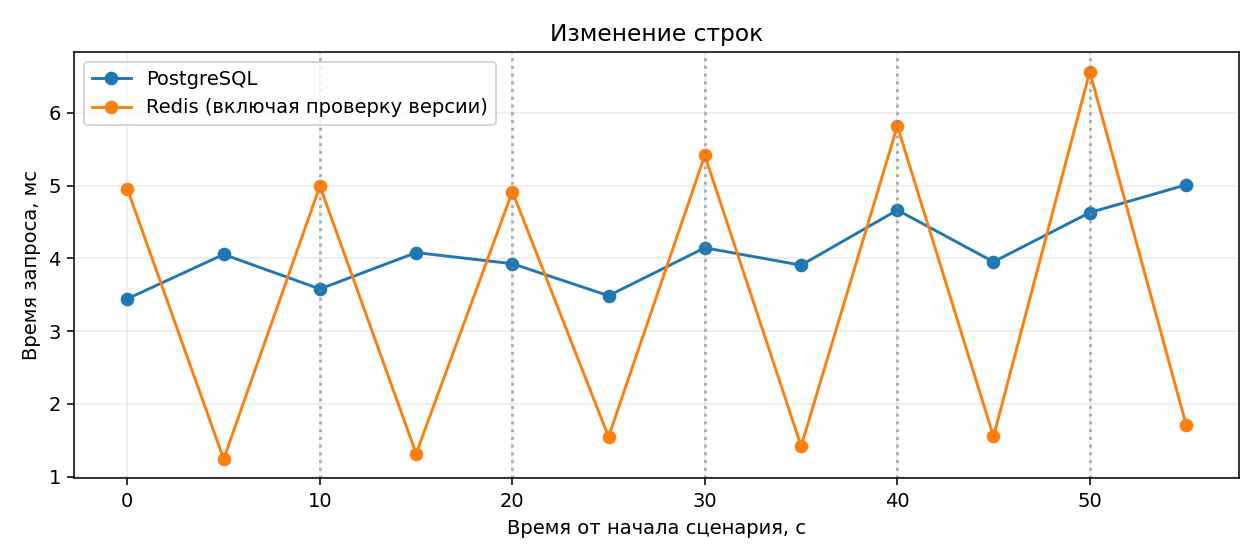 Изменение строк
PostgreSQL
Redis (включая проверку версии)
Время запроса, мс
6
5
4
3
2
1
0 10 20 30 40 50
Время от начала сценария, с